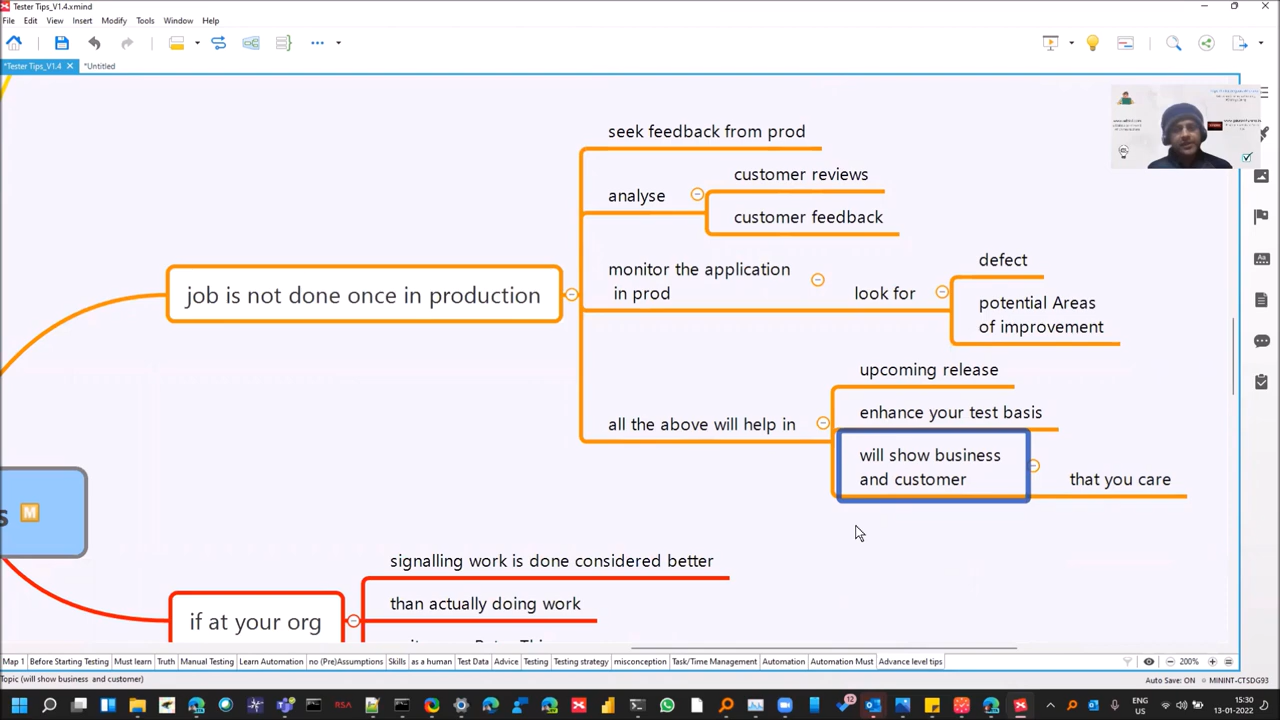 Tester Tips_V1.4.xmind
File Edit View Insert Modify Tools Window Help
*Tester Tips_V1.4
*Untitled
seek feedback from prod
customer reviews
analyse
customer feedback
defect
monitor the application
in prod
look for
potential Areas
of improvement
job is not done once in production
upcoming release
enhance your test basis
all the above will help in
will show business
and customer
that you care
s M
signalling work is done considered better
than actually doing work
if at your org
Map 1 Before Starting Testing Must learn Truth Manual Testing Learn Automation no (Pre)Assumptions Skills as a human Test Data Advice Testing Testing strategy misconception Task/Time Management Automation Automation Must Advance level tips
200%
Topic (will show business and customer)
Auto Save: ON MININT-CTSDG93
RSA
12
ENG
US
15:30
13-01-2022